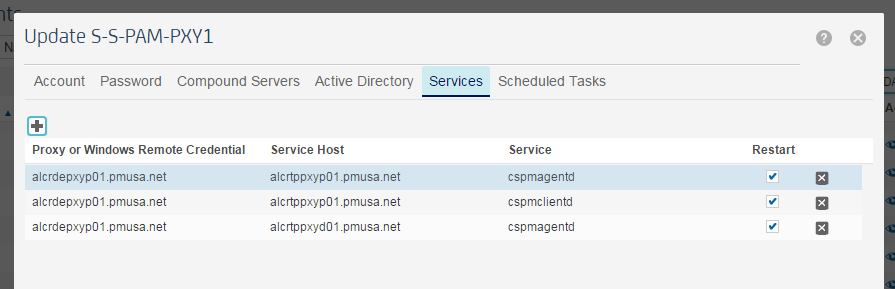 nts
Update S-S-PAM-PXY1
N
DA
Account Password Compound Servers Active Directory Services Scheduled Tasks
A
Proxy or Windows Remote Credential Service Host Service Restart
alcrdepxyp01.pmusa.net alcrtppxyp01.pmusa.net cspmagentd
alcrdepxyp01.pmusa.net alcrtppxyp01.pmusa.net cspmclientd
alcrdepxyp01.pmusa.net alcrtppxyd01.pmusa.net cspmagentd